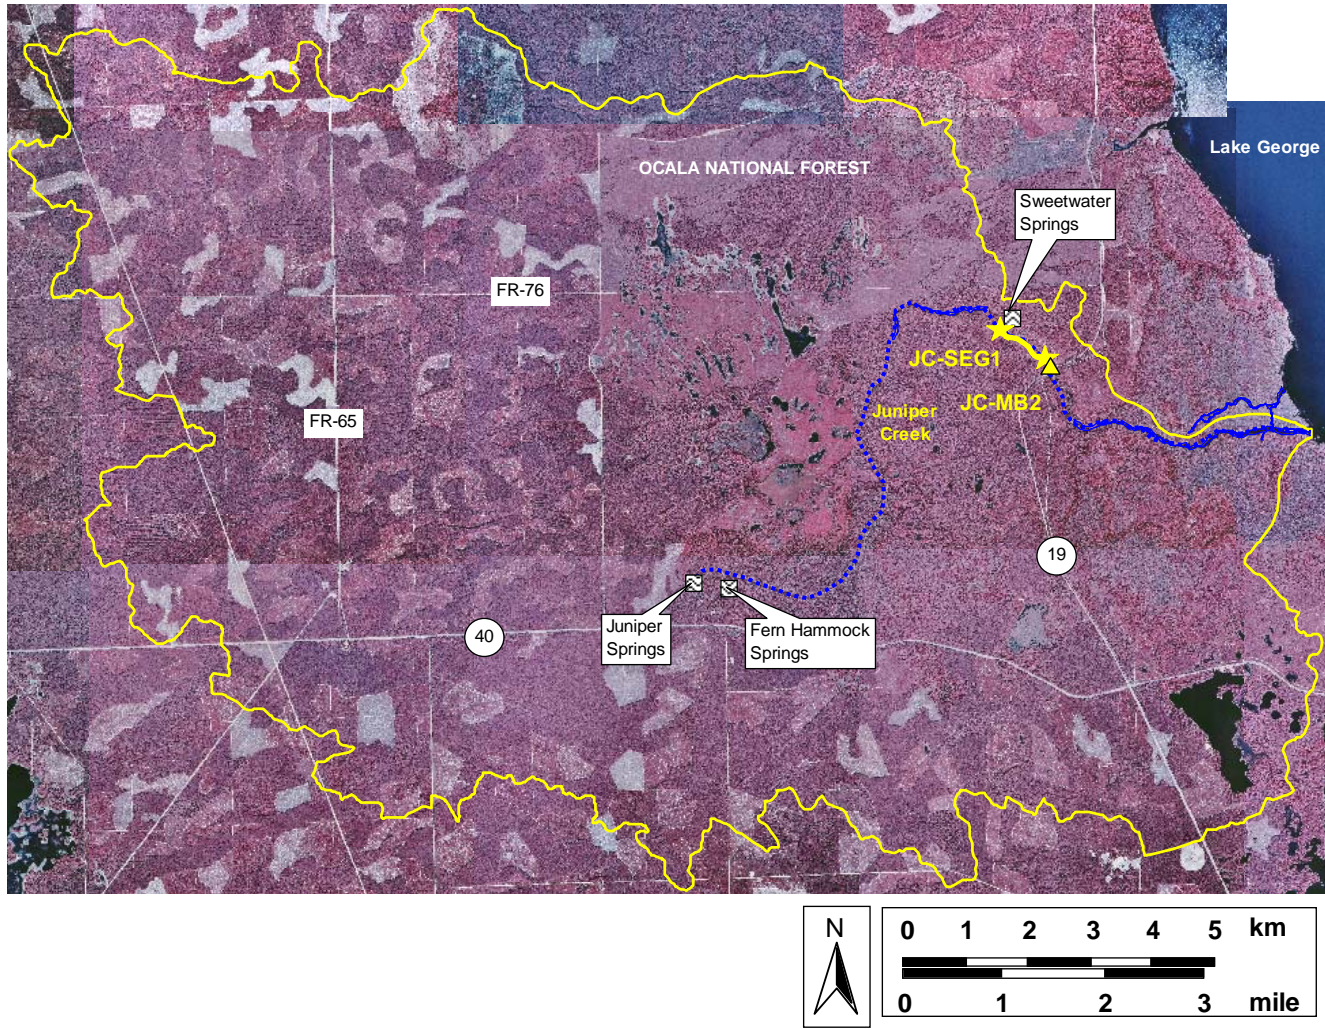 Lake George
OCALA NATIONAL FOREST
Sweetwater
Springs
FR-76
JC-SEG1
JC-MB2
Juniper
Creek
FR-65
19
Juniper
Springs
Fern Hammock
Springs
40
N
0 1 2 3 4 5 km
0 1 2 3 mile